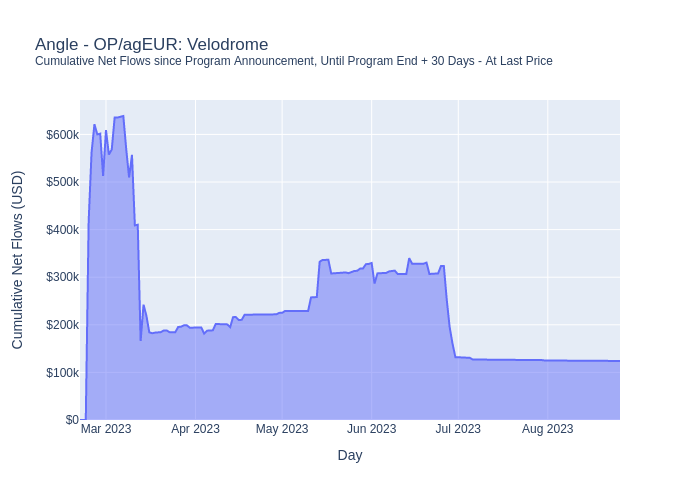 Angle - OP/agEUR: Velodrome
Cumulative Net Flows since Program Announcement, Until Program End + 30 Days - At Last Price
Cumulative Net Flows (USD)
$600k
$500k
$400k
$300k
$200k
$100k
$0
Mar 2023 Apr 2023 May 2023 Jun 2023 Jul 2023 Aug 2023
Day